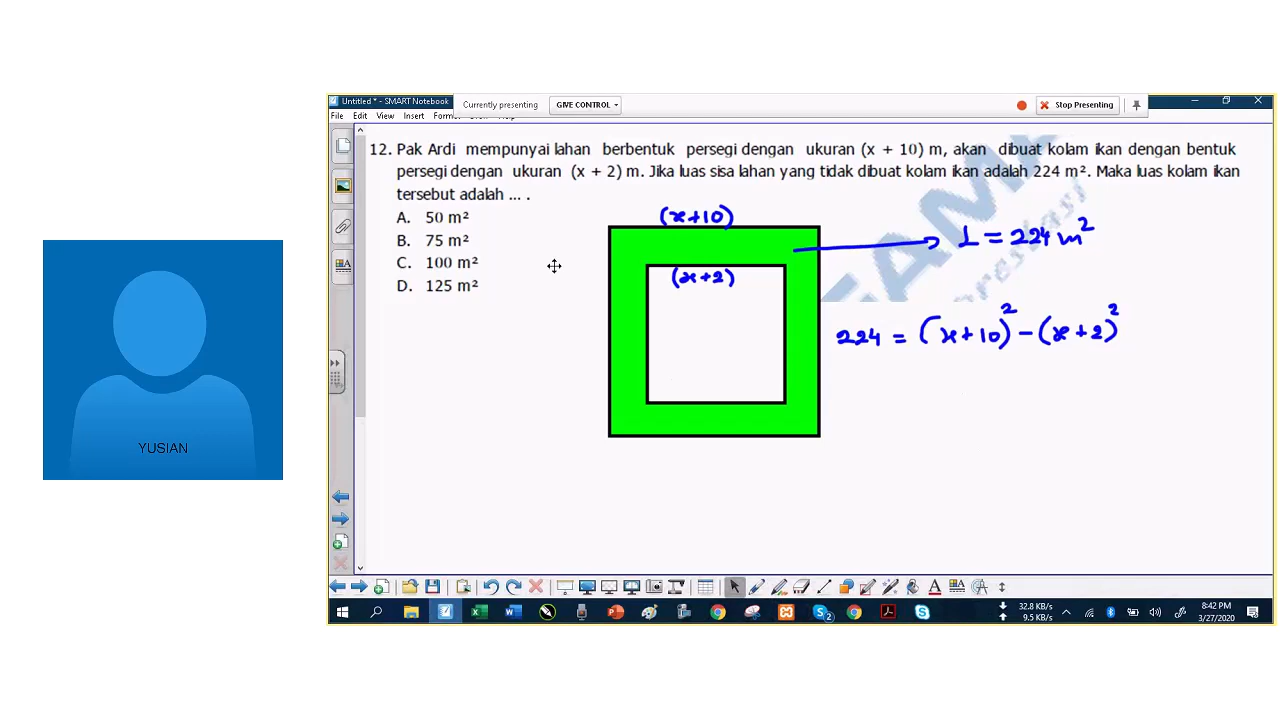 Untitled * - SMART Notebook
Currently presenting
GIVE CONTROL
Stop Presenting
File Edit View Insert Help
12. Pak Ardi mempunyai lahan berbentuk persegi dengan ukuran (x + 10) m, akan dibuat kolam ikan dengan bentuk
persegi dengan ukuran (x + 2) m. Jika luas sisa lahan yang tidak dibuat kolam ikan adalah 224 m². Maka luas kolam ikan
tersebut adalah ... .
A. 50 m²
B. 75 m²
C. 100 m²
D. 125 m²
(x+10)
L = 224 m²
(x+2)
224 = (x+10)² - (x+2)²
YUSIAN
32.8 KB/s
9.5 KB/s
8:42 PM
3/27/2020